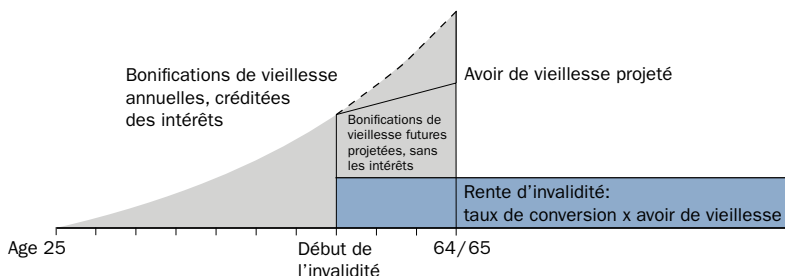 Bonifications de vieillesse
annuelles, créditées
des intérêts
Avoir de vieillesse projeté
Bonifications de
vieillesse futures
projetées, sans
les intérêts
Rente d’invalidité:
taux de conversion x avoir de vieillesse
Age 25
Début de
l’invalidité
64/65